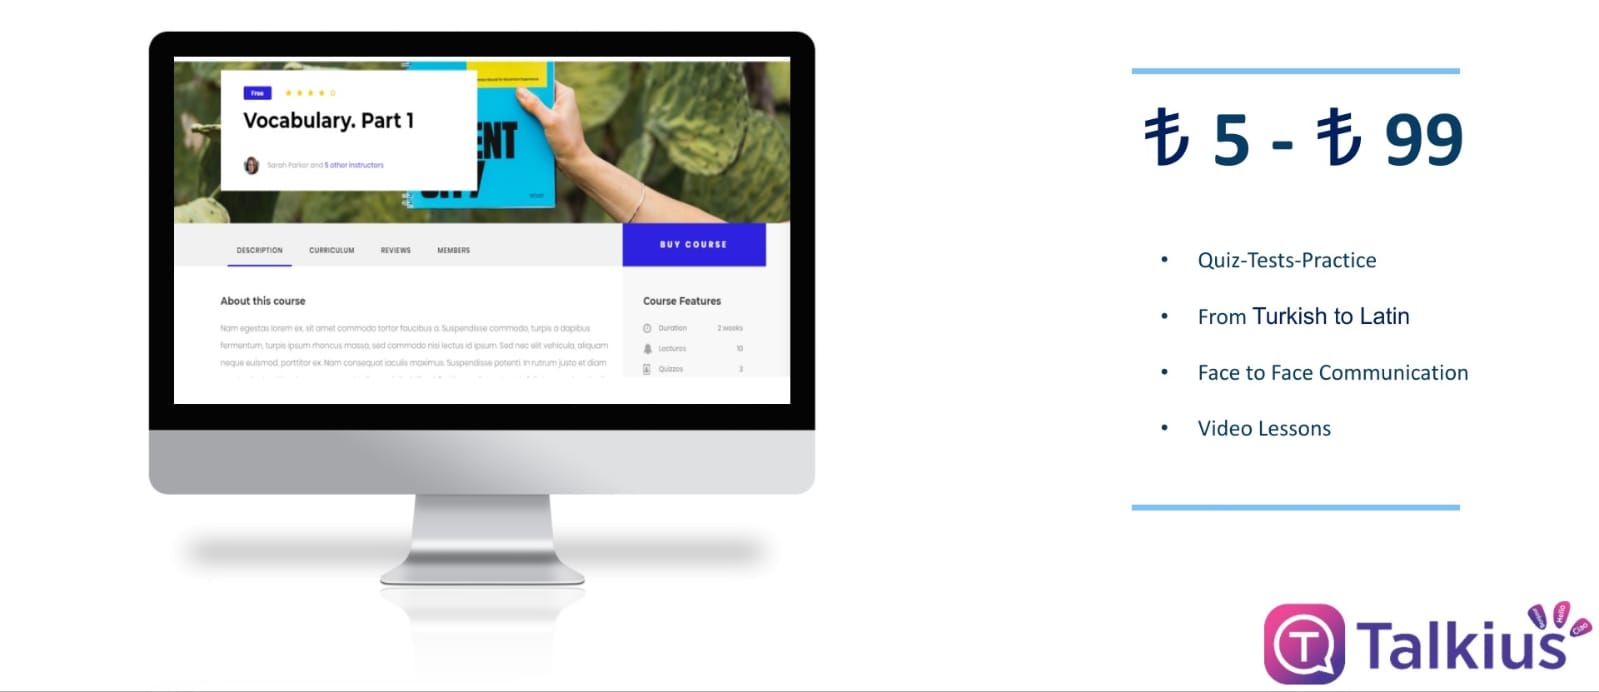 Free
Vocabulary. Part 1
Sarah Parker and 5 other instructors
DESCRIPTION
CURRICULUM
REVIEWS
MEMBERS
BUY COURSE
About this course
Nam egestas lorem ex, sit amet commodo tortor faucibus a. Suspendisse commodo, turpis a dapibus
fermentum, turpis ipsum rhoncus massa, sed commodo nisi lectus id ipsum. Sed nec elit vehicula, aliquam
neque euismod, porttitor ex. Nam consequat iaculis maximus. Suspendisse potenti. In rutrum justo et diam
Course Features
Duration 2 weeks
Lectures 10
Quizzes 3
₺ 5 - ₺ 99
• Quiz-Tests-Practice
• From Turkish to Latin
• Face to Face Communication
• Video Lessons
T Talkius
Hello
Ciao